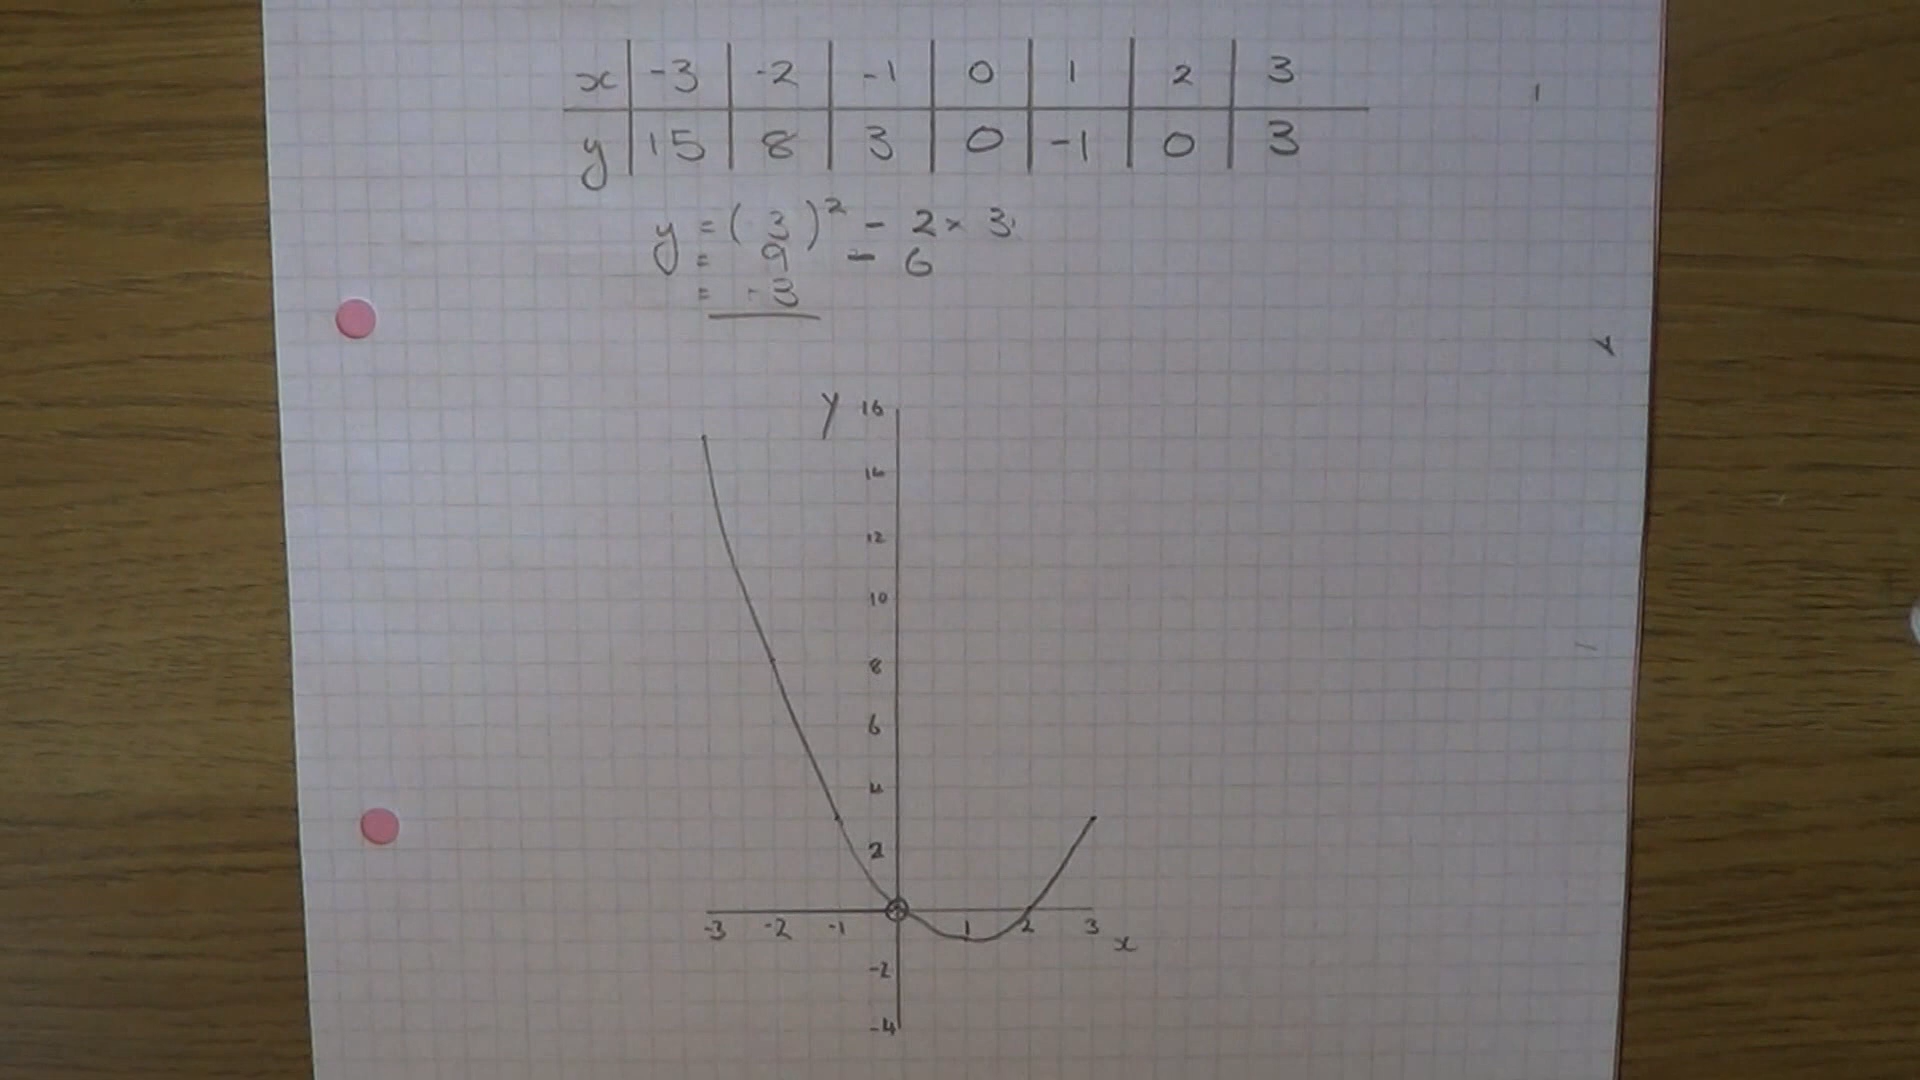 x -3 -2 -1 0 1 2 3
y 15 8 3 0 -1 0 3
y = ( 3 )² - 2 × 3
= 9 - 6
= -3
y 16
14
12
10
8
6
4
2
-3 -2 -1 1 2 3 x
-2
-4